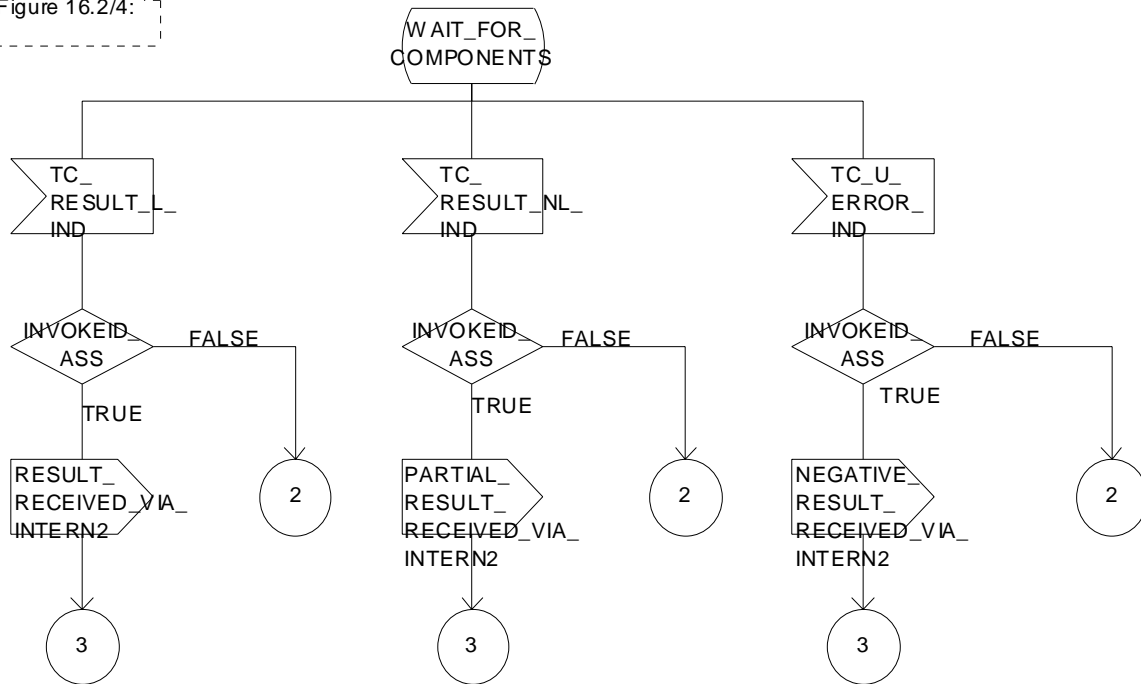 Figure 16.2/4:
WAIT_FOR_
COMPONENTS
TC_
RESULT_L_
IND
TC_
RESULT_NL_
IND
TC_U_
ERROR_
IND
INVOKEID_
ASS
FALSE
TRUE
INVOKEID_
ASS
FALSE
TRUE
INVOKEID_
ASS
FALSE
TRUE
RESULT_
RECEIVED_VIA_
INTERN2
2
PARTIAL_
RESULT_
RECEIVED_VIA_
INTERN2
2
NEGATIVE_
RESULT_
RECEIVED_VIA_
INTERN2
2
3
3
3